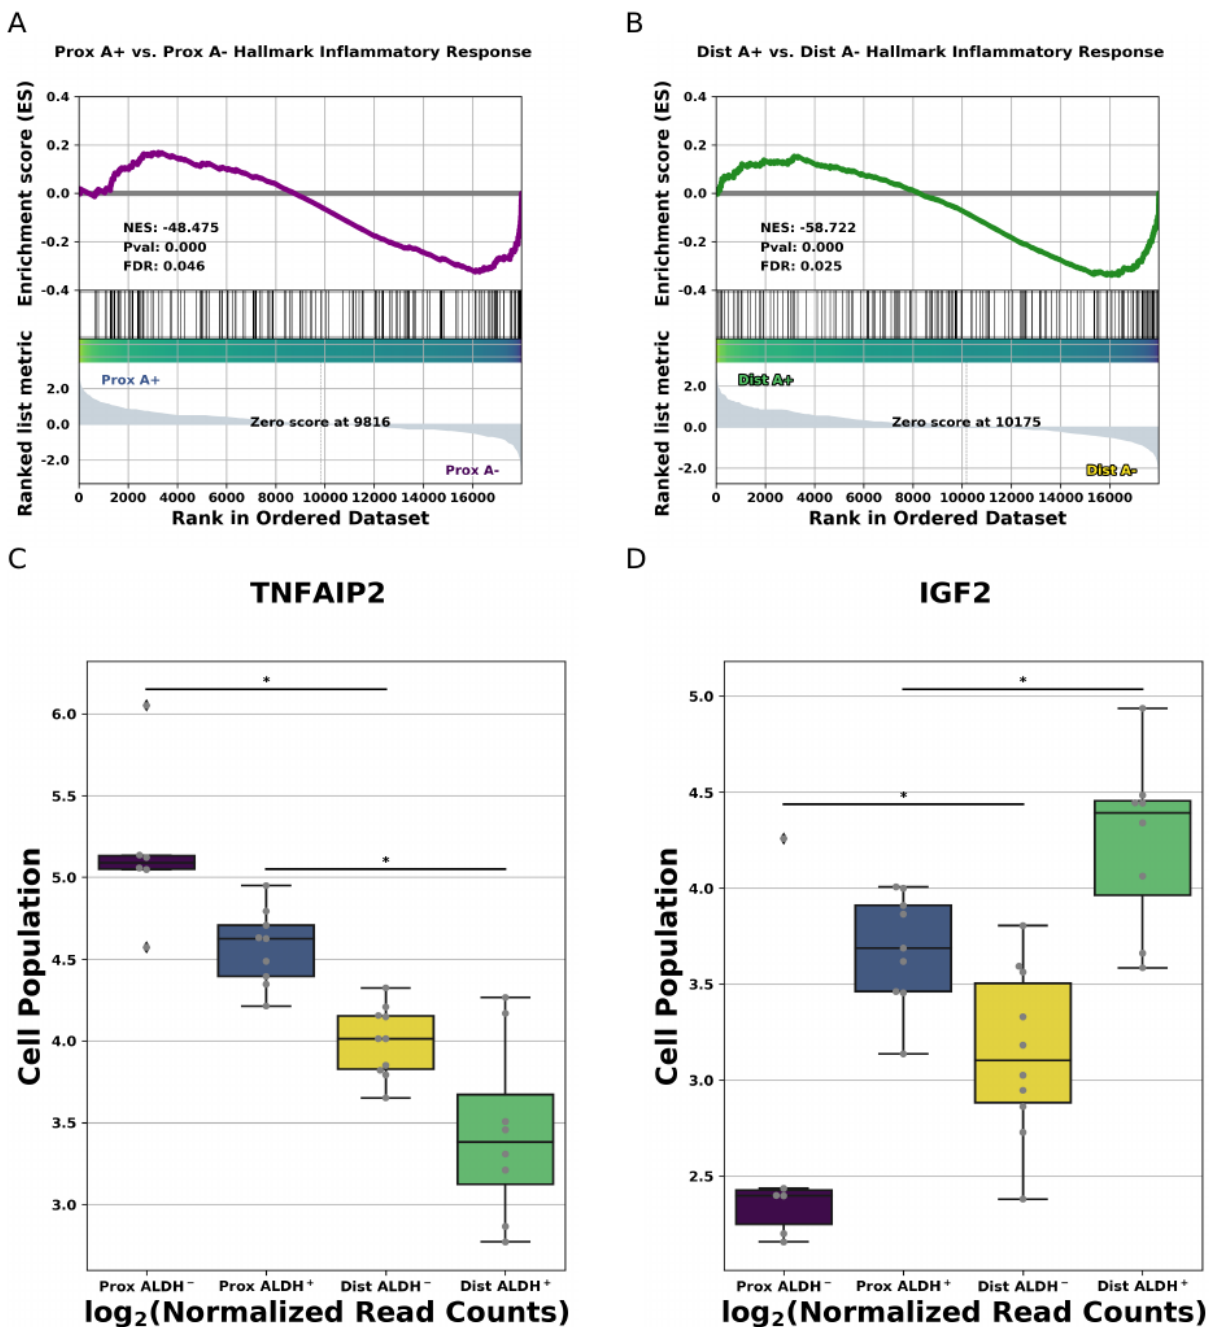 A
Prox A+ vs. Prox A- Hallmark Inflammatory Response
Enrichment score (ES)
0.4
0.2
0.0
-0.2
-0.4
NES: -48.475
Pval: 0.000
FDR: 0.046
Ranked list metric
2.0
0.0
-2.0
Prox A+
Zero score at 9816
Prox A-
0 2000 4000 6000 8000 10000 12000 14000 16000
Rank in Ordered Dataset
B
Dist A+ vs. Dist A- Hallmark Inflammatory Response
Enrichment score (ES)
0.4
0.2
0.0
-0.2
-0.4
NES: -58.722
Pval: 0.000
FDR: 0.025
Ranked list metric
2.0
0.0
-2.0
Dist A+
Zero score at 10175
Dist A-
0 2000 4000 6000 8000 10000 12000 14000 16000
Rank in Ordered Dataset
C
TNFAIP2
Cell Population
6.0
5.5
5.0
4.5
4.0
3.5
3.0
*
*
Prox ALDH⁻ Prox ALDH⁺ Dist ALDH⁻ Dist ALDH⁺
log₂(Normalized Read Counts)
D
IGF2
Cell Population
5.0
4.5
4.0
3.5
3.0
2.5
*
*
Prox ALDH⁻ Prox ALDH⁺ Dist ALDH⁻ Dist ALDH⁺
log₂(Normalized Read Counts)